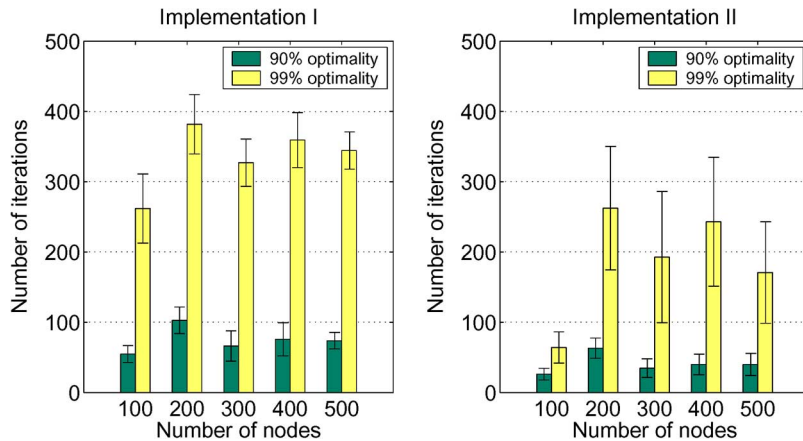 Implementation I
500
400
300
200
100
0
Number of iterations
90% optimality
99% optimality
100 200 300 400 500
Number of nodes
Implementation II
500
400
300
200
100
0
Number of iterations
90% optimality
99% optimality
100 200 300 400 500
Number of nodes